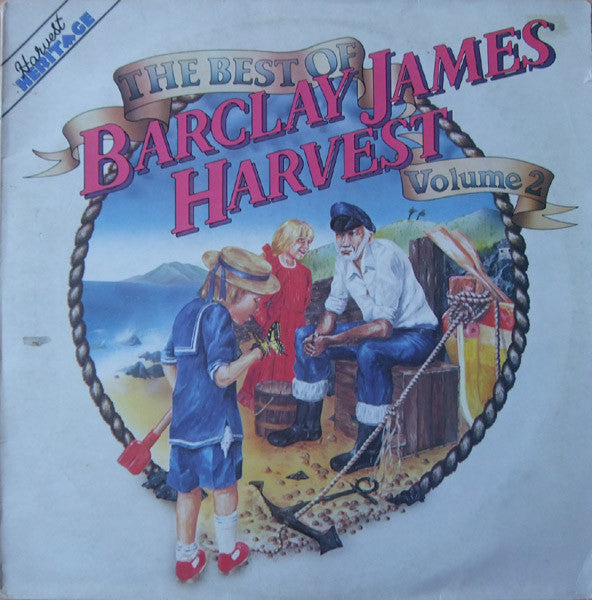 Harvest
HERITAGE
THE BEST OF
BARCLAY JAMES
HARVEST
Volume 2